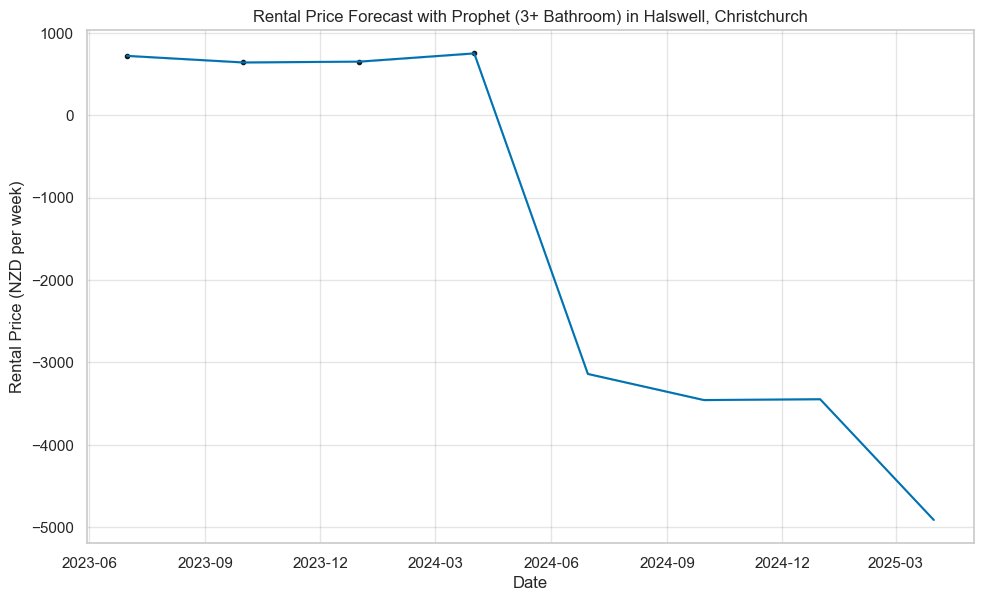 Rental Price Forecast with Prophet (3+ Bathroom) in Halswell, Christchurch
Rental Price (NZD per week)
1000
0
−1000
−2000
−3000
−4000
−5000
2023-06 2023-09 2023-12 2024-03 2024-06 2024-09 2024-12 2025-03
Date